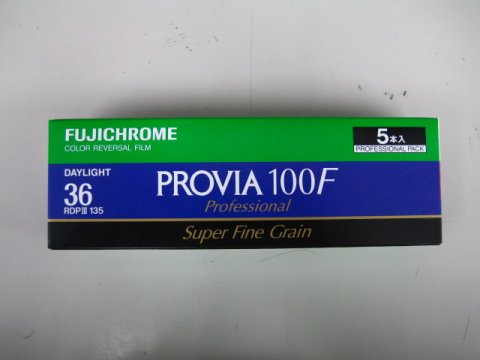 FUJICHROME
COLOR REVERSAL FILM
5本入
PROFESSIONAL PACK
DAYLIGHT
36
RDPIII 135
PROVIA 100F
Professional
Super Fine Grain